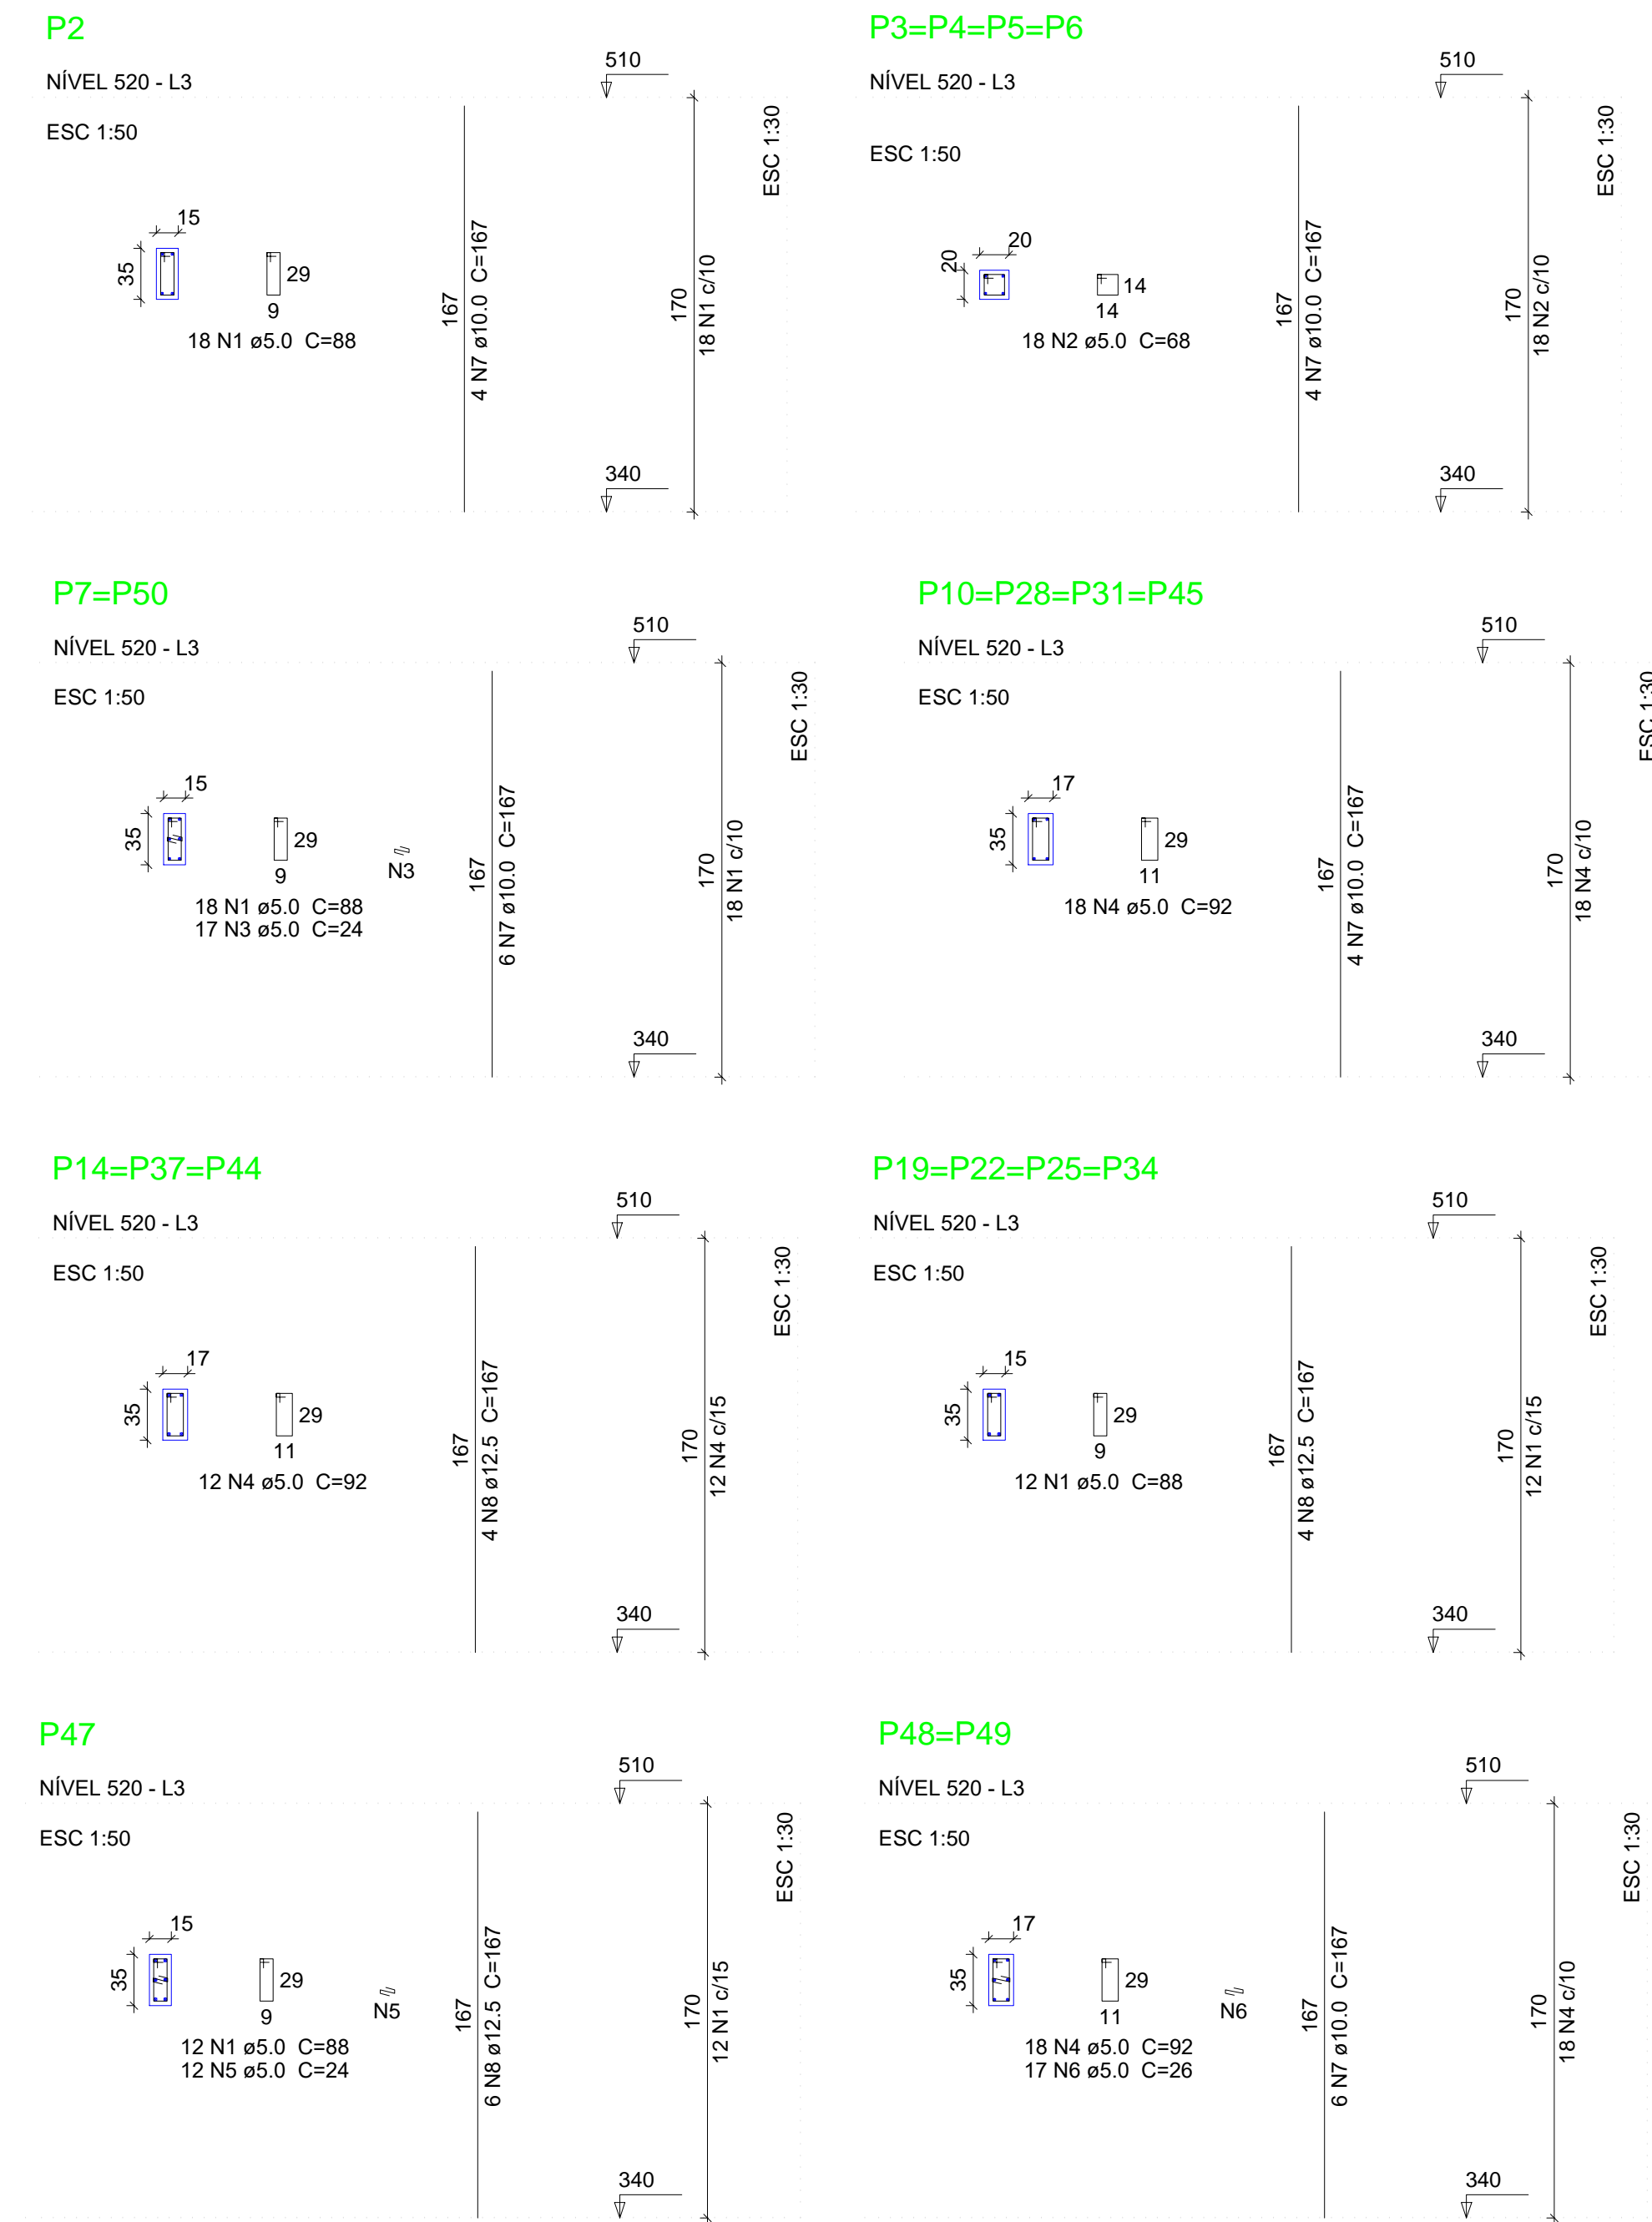 P2
NÍVEL 520 - L3
ESC 1:50
15
35
29
9
18 N1 ø5.0 C=88
167
4 N7 ø10.0 C=167
510
340
170
18 N1 c/10
ESC 1:30
P3=P4=P5=P6
NÍVEL 520 - L3
ESC 1:50
20
20
14
14
18 N2 ø5.0 C=68
167
4 N7 ø10.0 C=167
510
340
170
18 N2 c/10
ESC 1:30
P7=P50
NÍVEL 520 - L3
ESC 1:50
15
35
29
9
N3
18 N1 ø5.0 C=88
17 N3 ø5.0 C=24
167
6 N7 ø10.0 C=167
510
340
170
18 N1 c/10
ESC 1:30
P10=P28=P31=P45
NÍVEL 520 - L3
ESC 1:50
17
35
29
11
18 N4 ø5.0 C=92
167
4 N7 ø10.0 C=167
510
340
170
18 N4 c/10
ESC 1:30
P14=P37=P44
NÍVEL 520 - L3
ESC 1:50
17
35
29
11
12 N4 ø5.0 C=92
167
4 N8 ø12.5 C=167
510
340
170
12 N4 c/15
ESC 1:30
P19=P22=P25=P34
NÍVEL 520 - L3
ESC 1:50
15
35
29
9
12 N1 ø5.0 C=88
167
4 N8 ø12.5 C=167
510
340
170
12 N1 c/15
ESC 1:30
P47
NÍVEL 520 - L3
ESC 1:50
15
35
29
9
N5
12 N1 ø5.0 C=88
12 N5 ø5.0 C=24
167
6 N8 ø12.5 C=167
510
340
170
12 N1 c/15
ESC 1:30
P48=P49
NÍVEL 520 - L3
ESC 1:50
17
35
29
11
N6
18 N4 ø5.0 C=92
17 N6 ø5.0 C=26
167
6 N7 ø10.0 C=167
510
340
170
18 N4 c/10
ESC 1:30